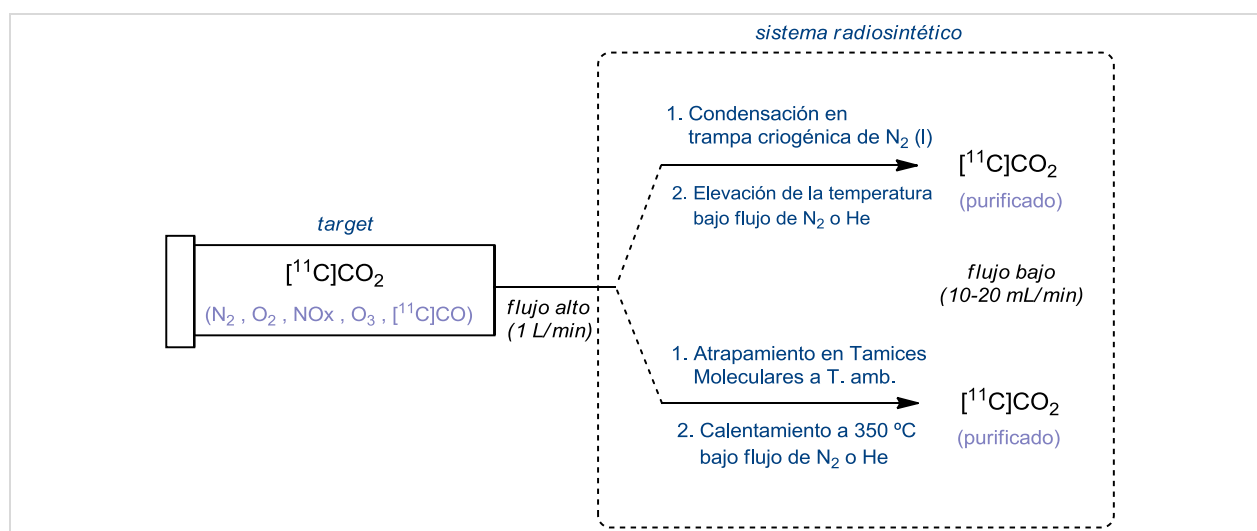 sistema radiosintético
1. Condensación en
trampa criogénica de N₂ (l)
2. Elevación de la temperatura
bajo flujo de N₂ o He
[¹¹C]CO₂
(purificado)
target
[¹¹C]CO₂
(N₂ , O₂ , NOx , O₃ , [¹¹C]CO)
flujo alto
(1 L/min)
flujo bajo
(10-20 mL/min)
1. Atrapamiento en Tamices
Moleculares a T. amb.
2. Calentamiento a 350 ºC
bajo flujo de N₂ o He
[¹¹C]CO₂
(purificado)